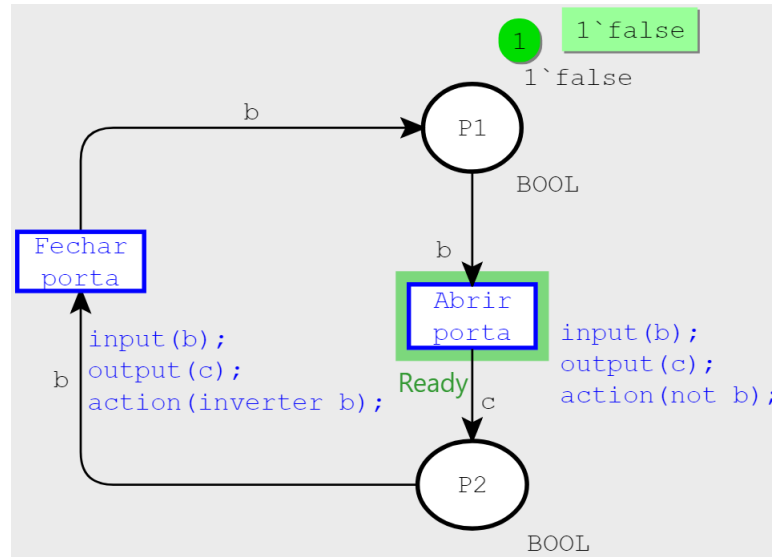 1
1`false
1`false
P1
BOOL
b
b
Fechar
porta
Abrir
porta
input(b);
output(c);
action(inverter b);
b
input(b);
output(c);
action(not b);
Ready
c
P2
BOOL